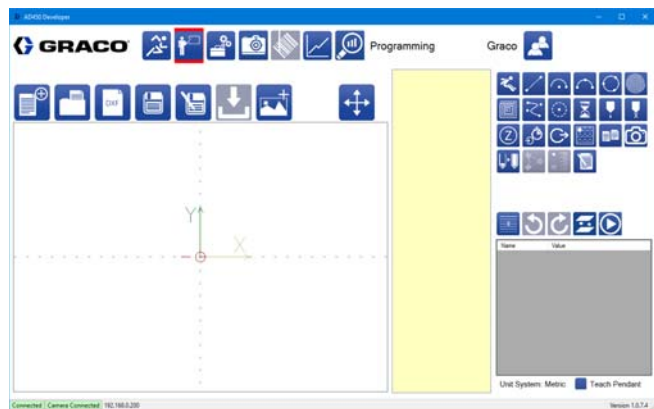 AD450 Developer
GRACO
Programming
Graco
DXF
Z
Y
X
Name Value
Unit System: Metric Teach Pendant
Connected Camera Connected 192.168.0.200 Version 1.0.7.4